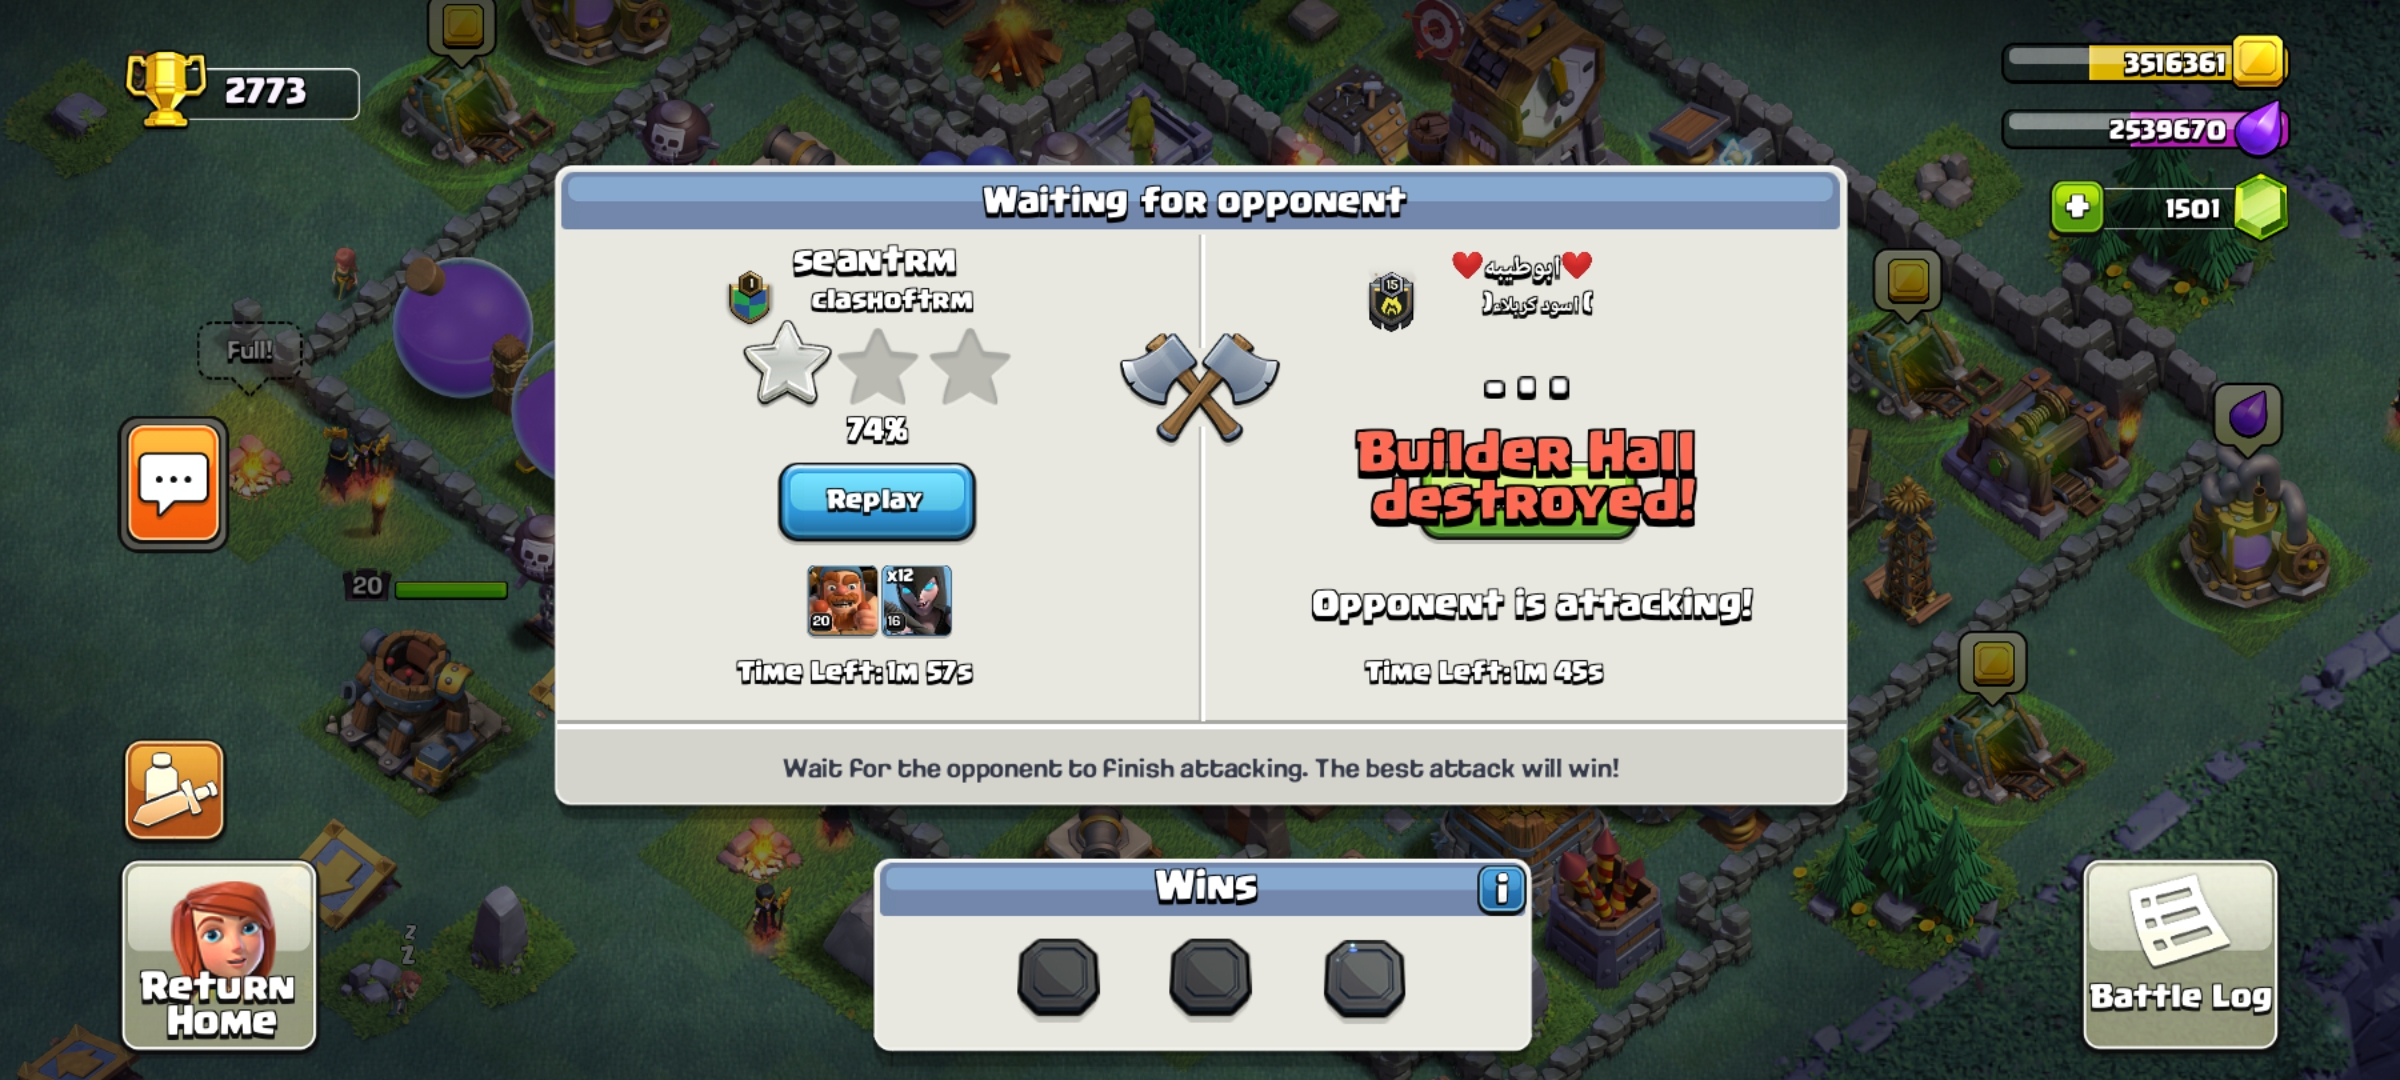 2773
3516361
2539670
1501
Full!
20
Waiting for opponent
1
seantrm
clashoftrm
74%
Replay
x12
20
16
Time Left:1m 57s
15
❤️ابوطيبه❤️
(اسود كربلاء)
Builder Hall
destroyed!
Opponent is attacking!
Time Left:1m 45s
Wait for the opponent to finish attacking. The best attack will win!
Wins
i
z
z
Return
Home
Battle Log